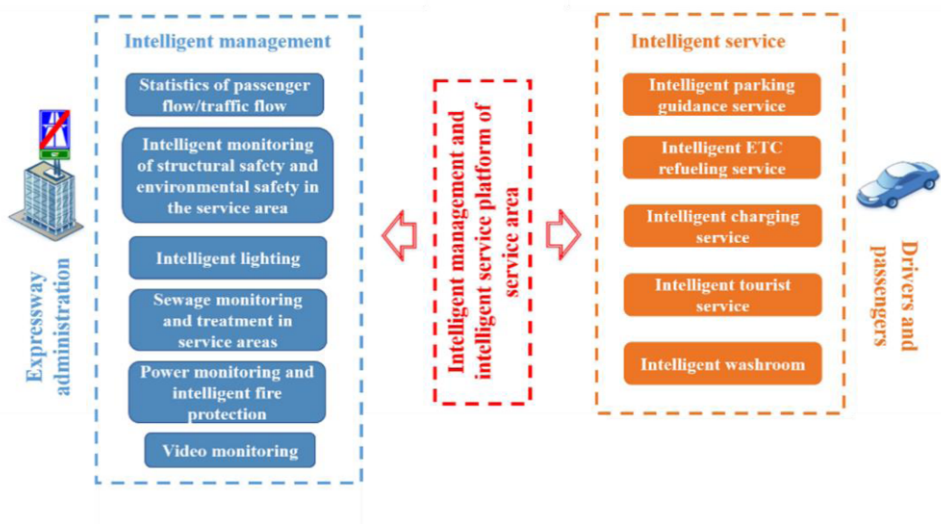 Intelligent management
Statistics of passenger
flow/traffic flow
Intelligent monitoring
of structural safety and
environmental safety in
the service area
Intelligent lighting
Sewage monitoring
and treatment in
service areas
Power monitoring and
intelligent fire
protection
Video monitoring
Expressway
administration
Intelligent management and
intelligent service platform of
service area
Intelligent service
Intelligent parking
guidance service
Intelligent ETC
refueling service
Intelligent charging
service
Intelligent tourist
service
Intelligent washroom
Drivers and
passengers